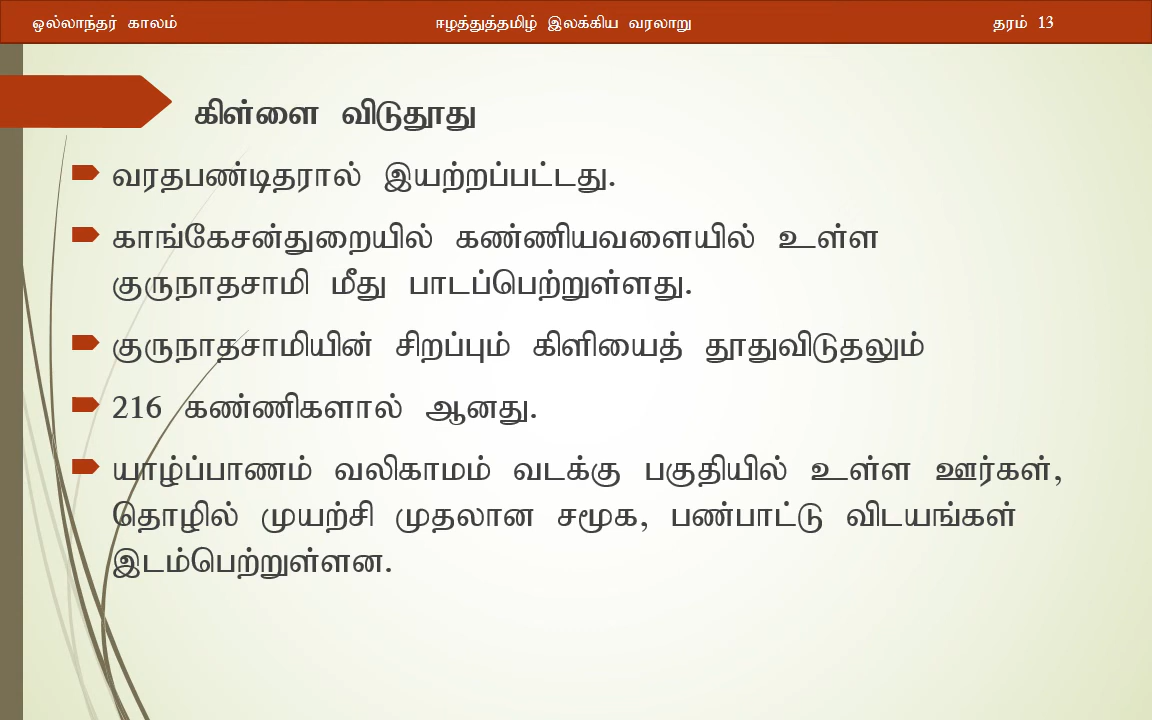 ஒல்லாந்தர் காலம் ஈழத்துத்தமிழ் இலக்கிய வரலாறு தரம் 13
கிள்ளை விடுதூது
வரதபண்டிதரால் இயற்றப்பட்டது.
காங்கேசன்துறையில் கண்ணியவளையில் உள்ள
குருநாதசாமி மீது பாடப்பெற்றுள்ளது.
குருநாதசாமியின் சிறப்பும் கிளியைத் தூதுவிடுதலும்
216 கண்ணிகளால் ஆனது.
யாழ்ப்பாணம் வலிகாமம் வடக்கு பகுதியில் உள்ள ஊர்கள்,
தொழில் முயற்சி முதலான சமூக, பண்பாட்டு விடயங்கள்
இடம்பெற்றுள்ளன.